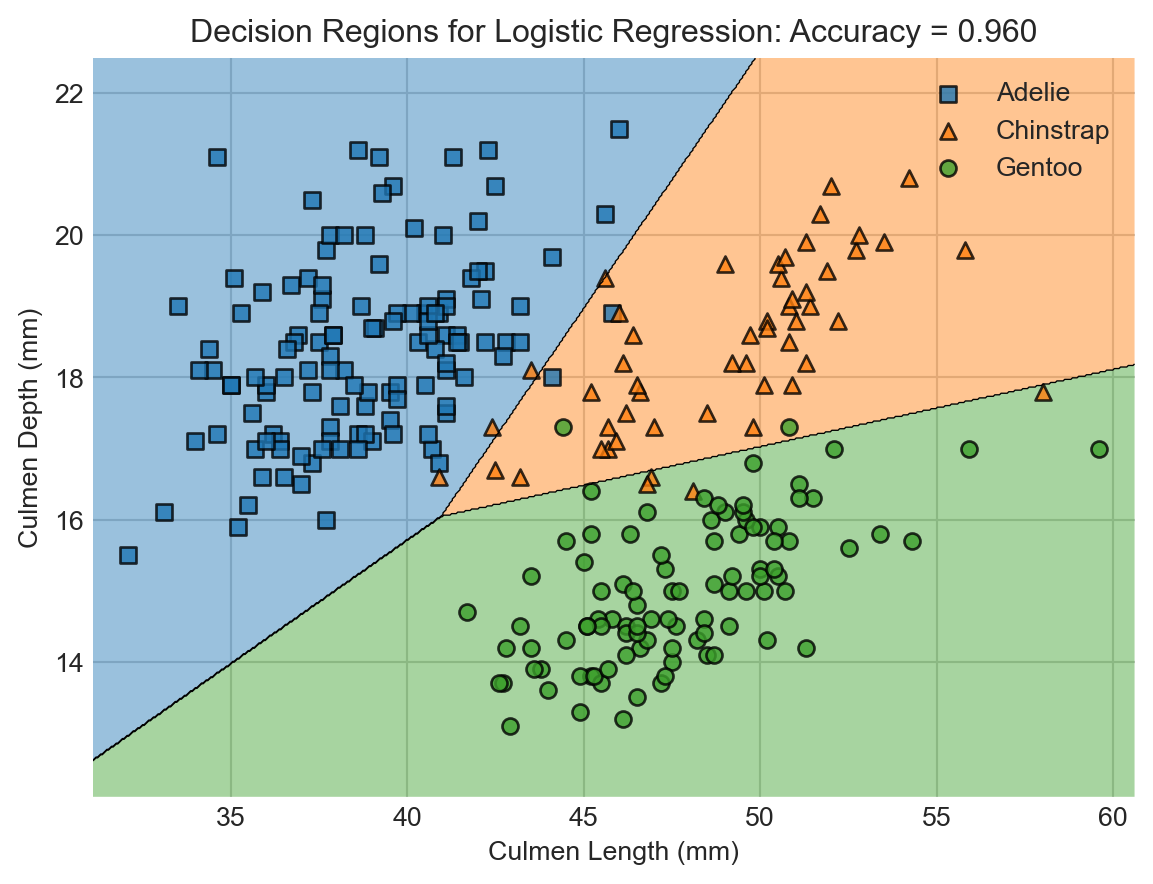 Decision Regions for Logistic Regression: Accuracy = 0.960
Adelie
Chinstrap
Gentoo
22
20
18
16
14
Culmen Depth (mm)
35 40 45 50 55 60
Culmen Length (mm)